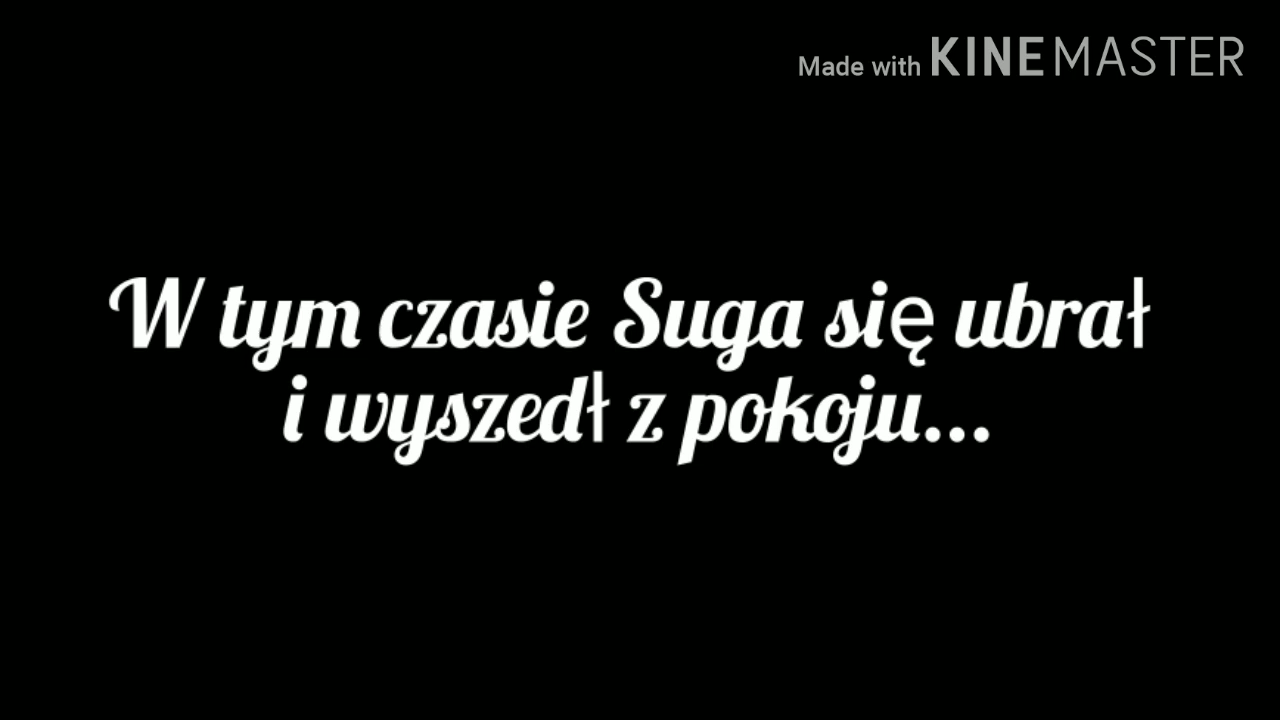 Made with KINEMASTER
W tym czasie Suga się ubrał
i wyszedł z pokoju...